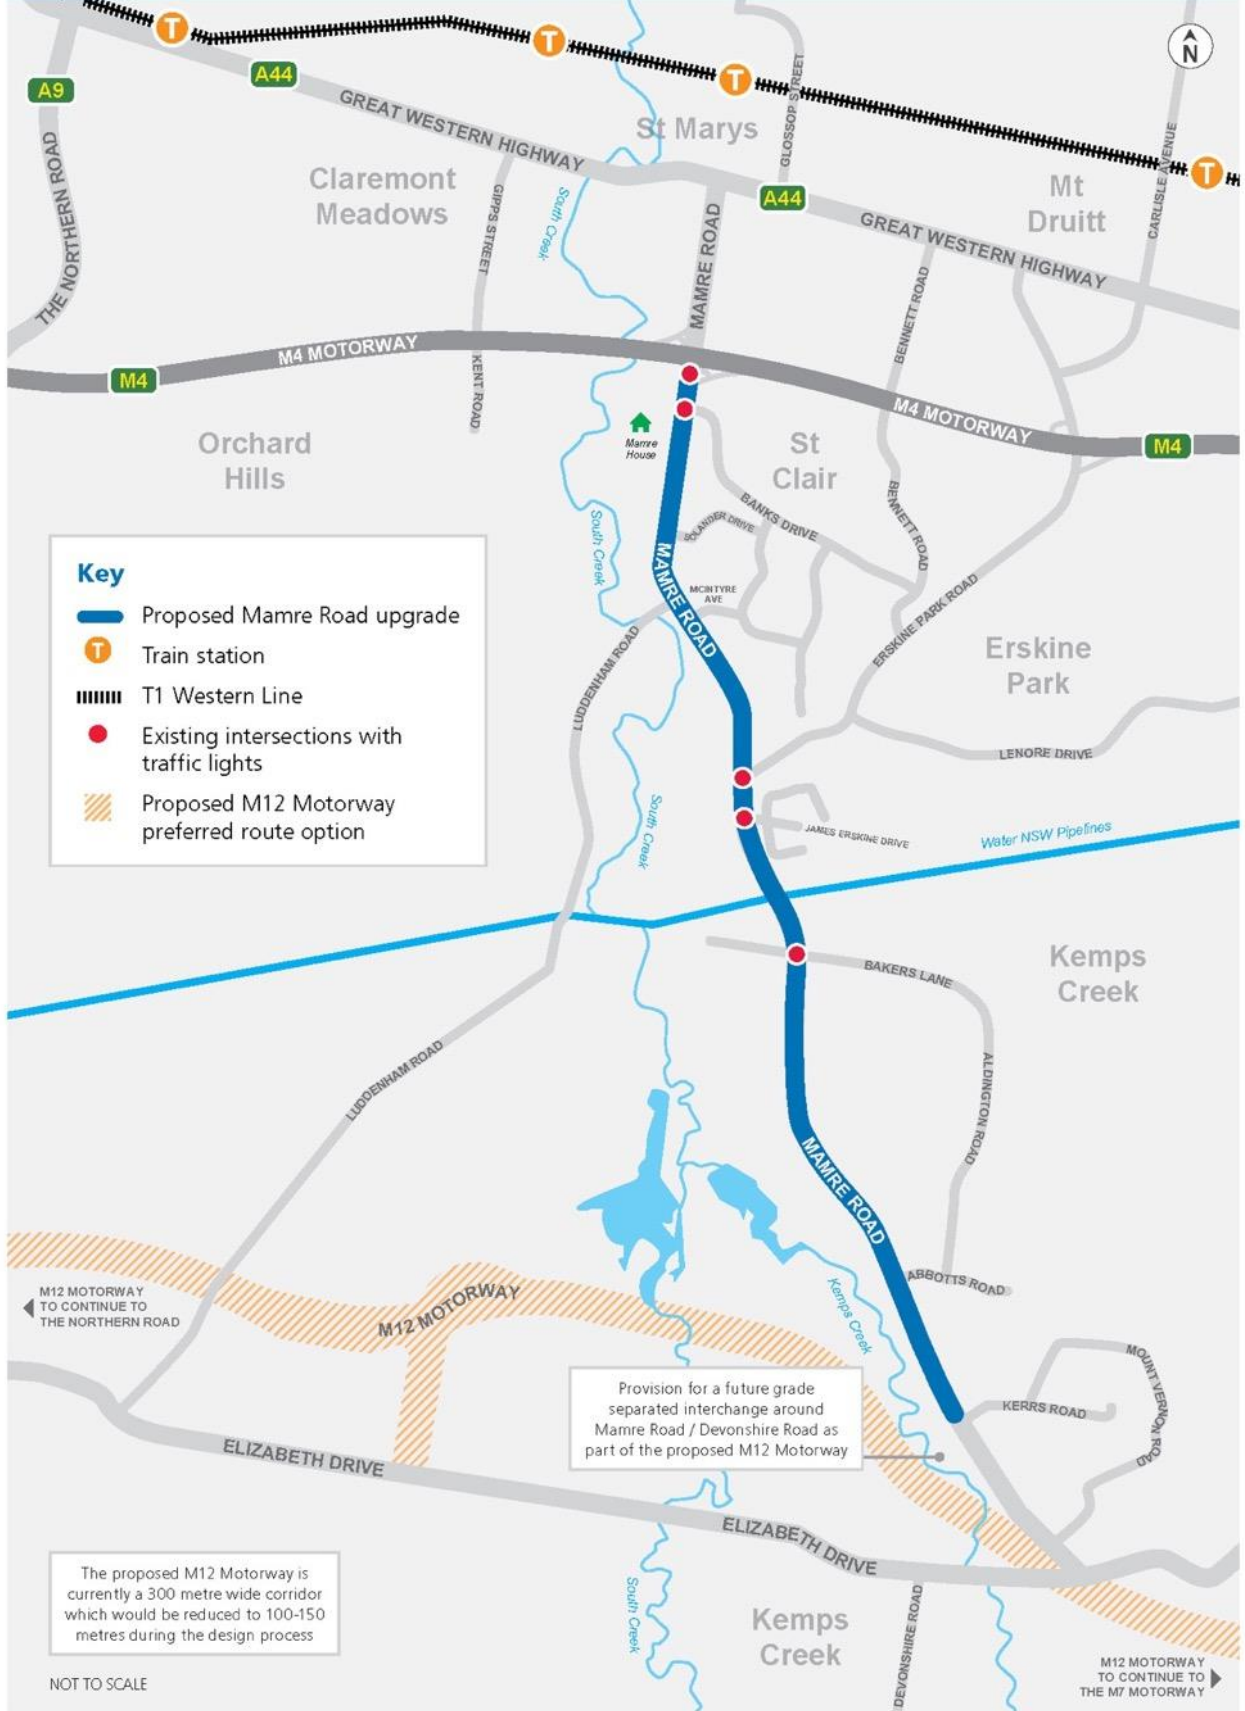 T
T
T
T
N
A9
A44
GREAT WESTERN HIGHWAY
St Marys
GLOSSOP STREET
CARLISLE AVENUE
THE NORTHERN ROAD
Claremont
Meadows
GIPPS STREET
South Creek
MAMRE ROAD
A44
Mt
Druitt
GREAT WESTERN HIGHWAY
BENNETT ROAD
M4 MOTORWAY
M4
KENT ROAD
M4 MOTORWAY
M4
Orchard
Hills
Mamre
House
St
Clair
BANKS DRIVE
SOLANDER DRIVE
BENNETT ROAD
South Creek
MAMRE ROAD
MCINTYRE
AVE
ERSKINE PARK ROAD
LUDDENHAM ROAD
Erskine
Park
LENORE DRIVE
Key
Proposed Mamre Road upgrade
T
Train station
T1 Western Line
Existing intersections with
traffic lights
Proposed M12 Motorway
preferred route option
South Creek
JAMES ERSKINE DRIVE
Water NSW Pipelines
BAKERS LANE
Kemps
Creek
LUDDENHAM ROAD
ALDINGTON ROAD
MAMRE ROAD
ABBOTTS ROAD
Kemps Creek
M12 MOTORWAY
TO CONTINUE TO
THE NORTHERN ROAD
M12 MOTORWAY
MOUNT VERNON ROAD
KERRS ROAD
Provision for a future grade
separated interchange around
Mamre Road / Devonshire Road as
part of the proposed M12 Motorway
ELIZABETH DRIVE
ELIZABETH DRIVE
The proposed M12 Motorway is
currently a 300 metre wide corridor
which would be reduced to 100-150
metres during the design process
South Creek
Kemps
Creek
DEVONSHIRE ROAD
M12 MOTORWAY
TO CONTINUE TO
THE M7 MOTORWAY
NOT TO SCALE